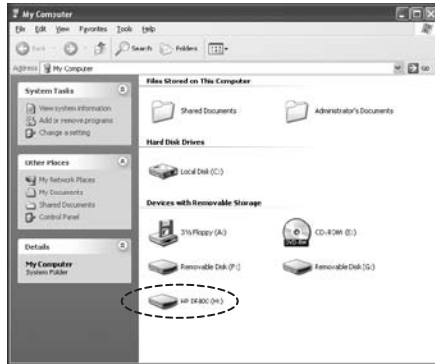 My Computer
File Edit View Favorites Tools Help
Back Search Folders
Address My Computer Go
System Tasks
View system information
Add or remove programs
Change a setting
Other Places
My Network Places
My Documents
Shared Documents
Control Panel
Details
My Computer
System Folder
Files Stored on This Computer
Shared Documents Administrator's Documents
Hard Disk Drives
Local Disk (C:)
Devices with Removable Storage
3½ Floppy (A:) CD-ROM (E:)
DVD-RW
Removable Disk (F:) Removable Disk (G:)
HP DF800 (H:)